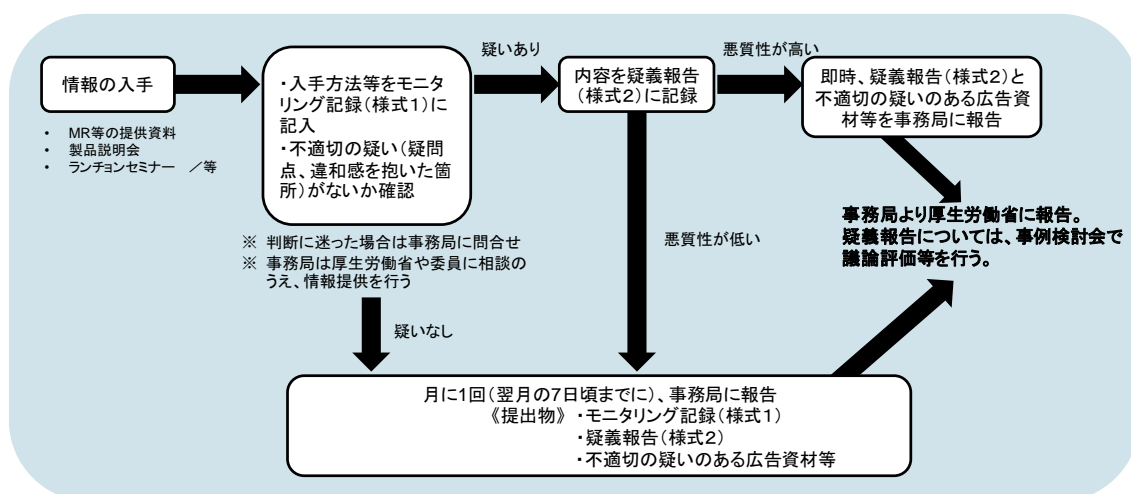 情報の入手
・ MR等の提供資料
・ 製品説明会
・ ランチョンセミナー ／等
・入手方法等をモニ
タリング記録(様式1)に
記入
・不適切の疑い(疑問
点、違和感を抱いた箇
所)がないか確認
※ 判断に迷った場合は事務局に問合せ
※ 事務局は厚生労働省や委員に相談の
うえ、情報提供を行う
疑いあり
内容を疑義報告
(様式2)に記録
悪質性が高い
即時、疑義報告(様式2)と
不適切の疑いのある広告資
材等を事務局に報告
悪質性が低い
事務局より厚生労働省に報告。
疑義報告については、事例検討会で
議論評価等を行う。
疑いなし
月に1回(翌月の7日頃までに)、事務局に報告
《提出物》 ・モニタリング記録(様式1)
・疑義報告(様式2)
・不適切の疑いのある広告資材等